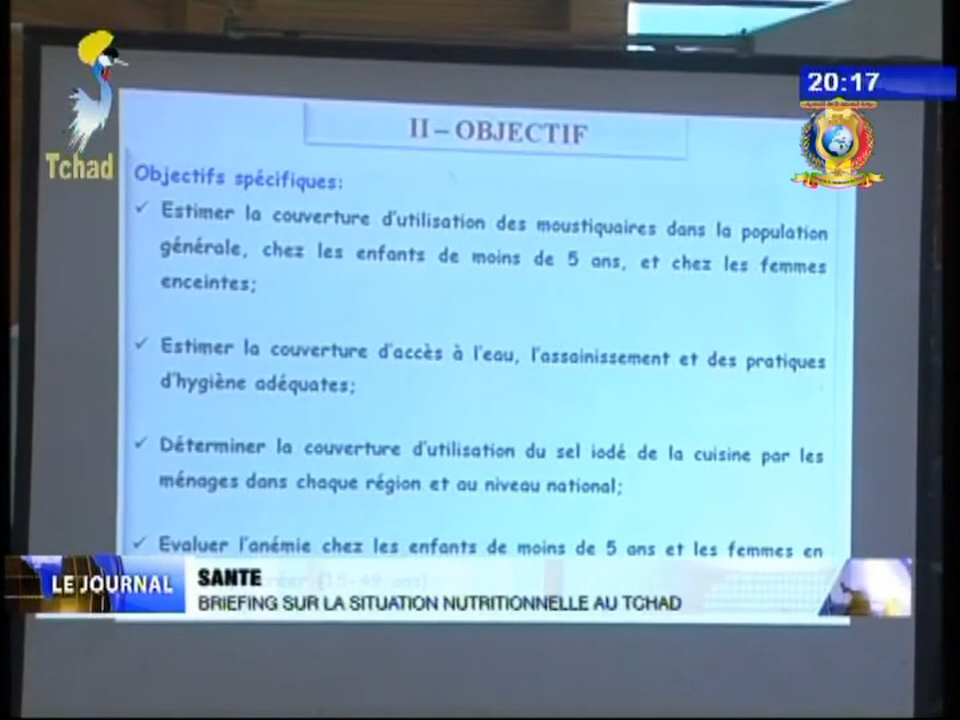 Tchad
20:17
II – OBJECTIF
Objectifs spécifiques:
✓ Estimer la couverture d'utilisation des moustiquaires dans la population
générale, chez les enfants de moins de 5 ans, et chez les femmes
enceintes;
✓ Estimer la couverture d'accès à l'eau, l'assainissement et des pratiques
d'hygiène adéquates;
✓ Déterminer la couverture d'utilisation du sel iodé de la cuisine par les
ménages dans chaque région et au niveau national;
✓ Evaluer l'anémie chez les enfants de moins de 5 ans et les femmes en
(15-49 ans)
LE JOURNAL
SANTE
BRIEFING SUR LA SITUATION NUTRITIONNELLE AU TCHAD